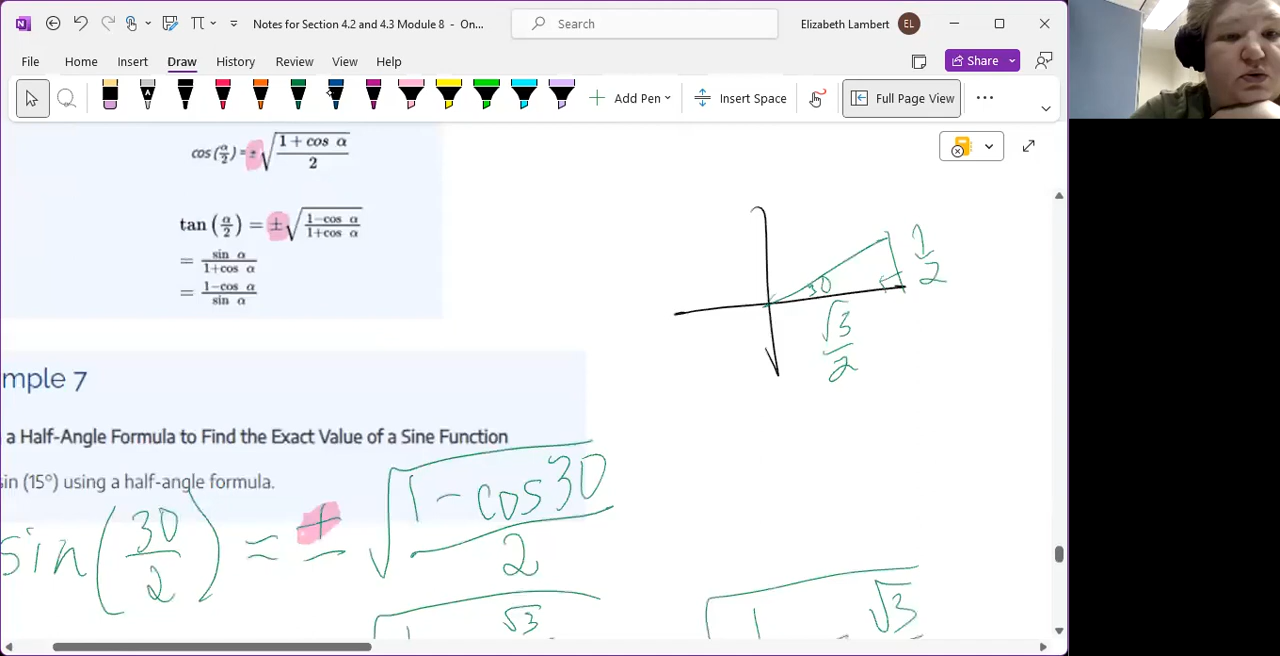 Notes for Section 4.2 and 4.3 Module 8 - On...
Search
Elizabeth Lambert
EL
File Home Insert Draw History Review View Help
Share
Add Pen
Insert Space
Full Page View
cos(α/2) = ± √((1 + cos α)/2)
tan (α/2) = ± √((1−cos α)/(1+cos α))
= sin α/(1+cos α)
= (1−cos α)/sin α
30
1/2
√3/2
mple 7
a Half-Angle Formula to Find the Exact Value of a Sine Function
in (15°) using a half-angle formula.
sin(30/2) = ± √((1 - cos 30)/2)
√3
√3